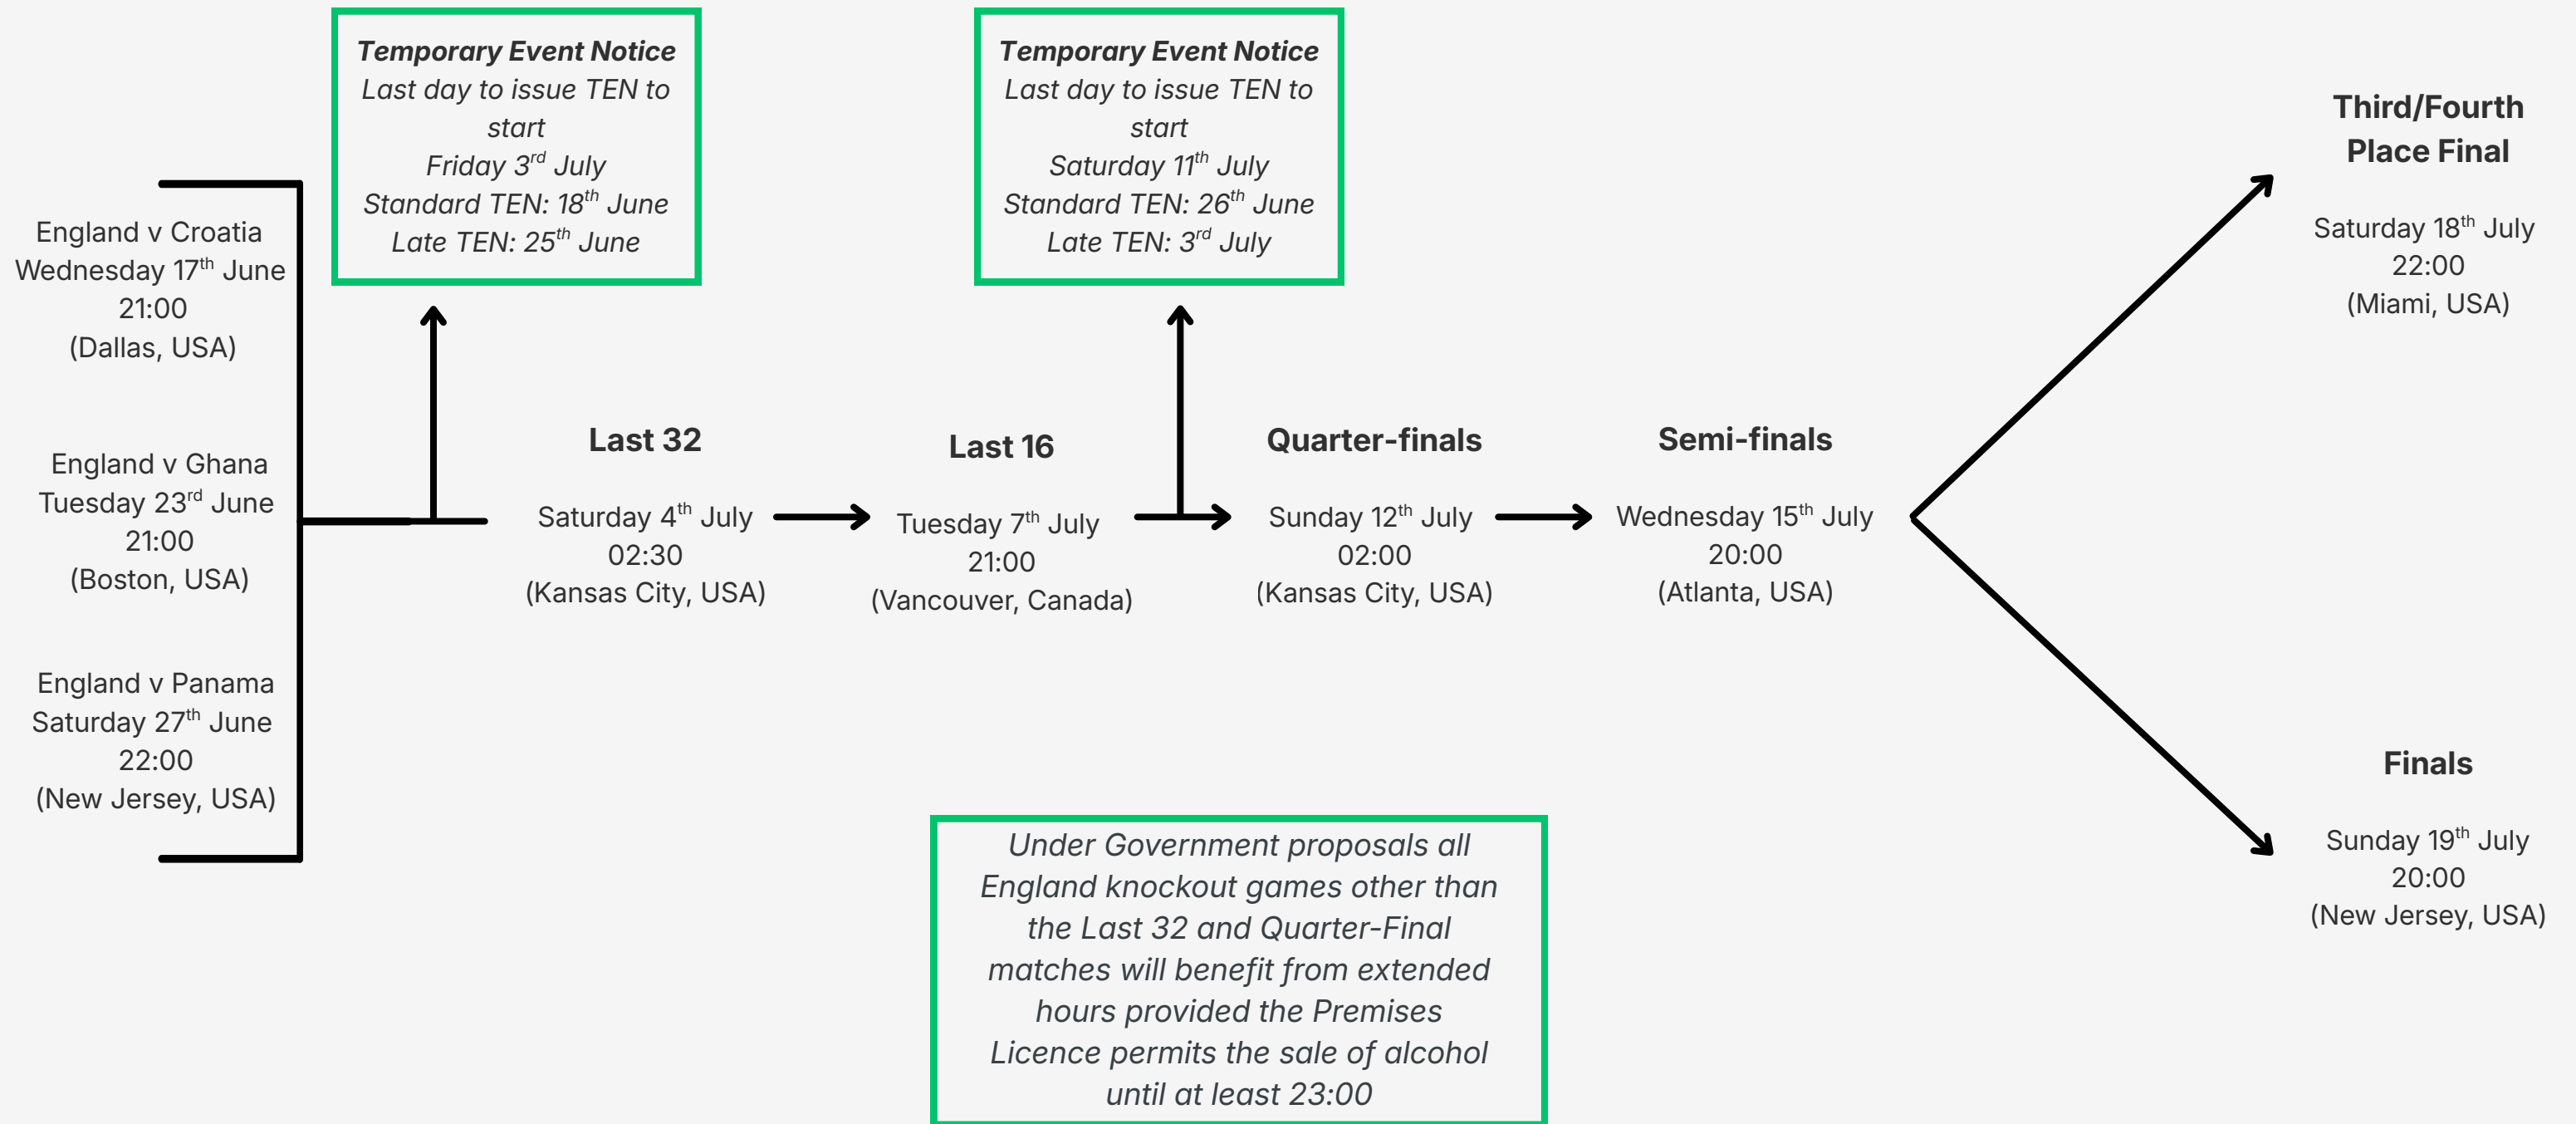 Temporary Event Notice
Last day to issue TEN to
start
Friday 3rd July
Standard TEN: 18th June
Late TEN: 25th June
Temporary Event Notice
Last day to issue TEN to
start
Saturday 11th July
Standard TEN: 26th June
Late TEN: 3rd July
England v Croatia
Wednesday 17th June
21:00
(Dallas, USA)
England v Ghana
Tuesday 23rd June
21:00
(Boston, USA)
England v Panama
Saturday 27th June
22:00
(New Jersey, USA)
Last 32
Saturday 4th July
02:30
(Kansas City, USA)
Last 16
Tuesday 7th July
21:00
(Vancouver, Canada)
Quarter-finals
Sunday 12th July
02:00
(Kansas City, USA)
Semi-finals
Wednesday 15th July
20:00
(Atlanta, USA)
Third/Fourth
Place Final
Saturday 18th July
22:00
(Miami, USA)
Finals
Sunday 19th July
20:00
(New Jersey, USA)
Under Government proposals all
England knockout games other than
the Last 32 and Quarter-Final
matches will benefit from extended
hours provided the Premises
Licence permits the sale of alcohol
until at least 23:00